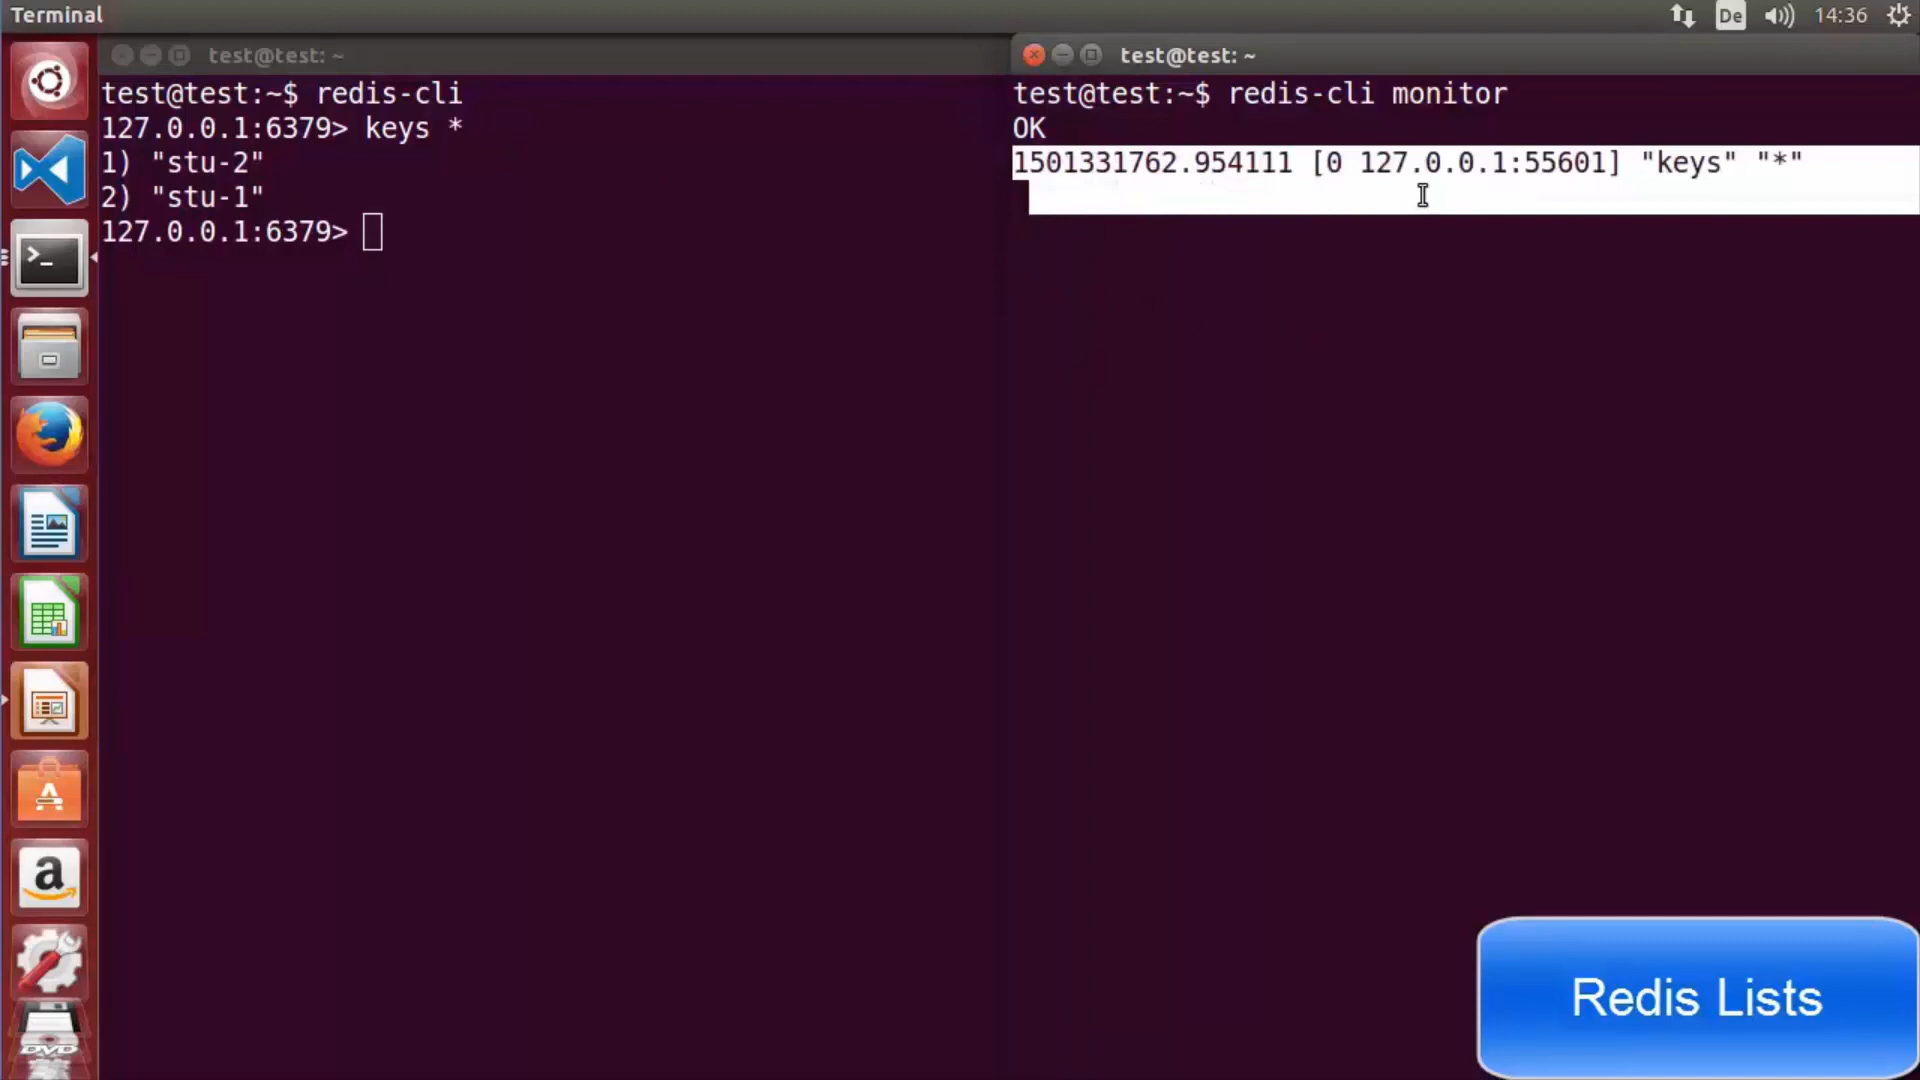 Terminal
De
14:36
test@test: ~
test@test:~$ redis-cli
127.0.0.1:6379> keys *
1) "stu-2"
2) "stu-1"
127.0.0.1:6379>
test@test: ~
test@test:~$ redis-cli monitor
OK
1501331762.954111 [0 127.0.0.1:55601] "keys" "*"
>_
A
a
DVD
Redis Lists